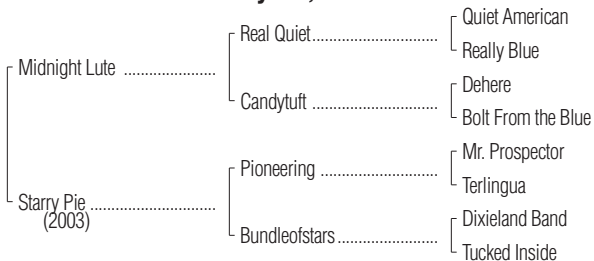 Quiet American
Real Quiet
Really Blue
Midnight Lute
Dehere
Candytuft
Bolt From the Blue
Mr. Prospector
Pioneering
Terlingua
Starry Pie
(2003)
Dixieland Band
Bundleofstars
Tucked Inside